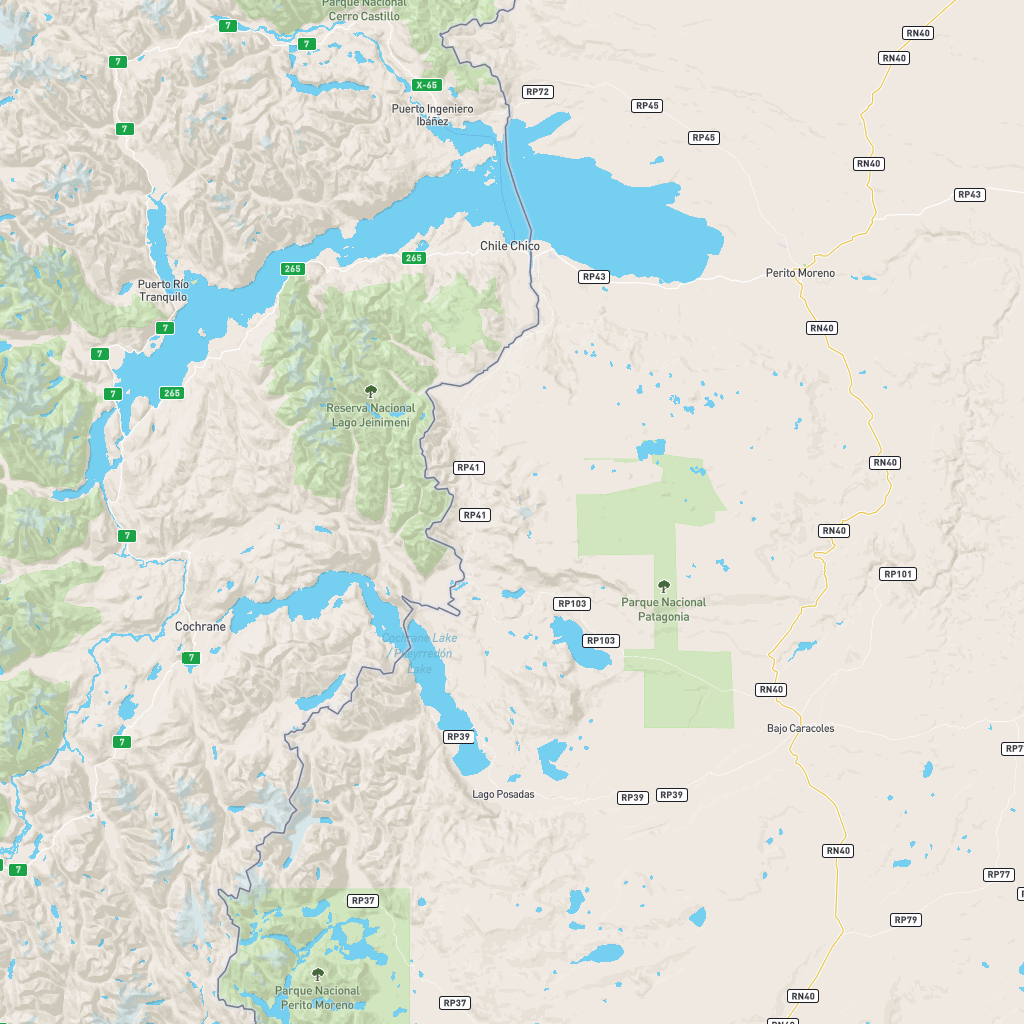 Parque Nacional
Cerro Castillo
7
RN40
7
RN40
7
X-65
RP72
RP45
Puerto Ingeniero
Ibáñez
7
RP45
RN40
RP43
Chile Chico
265
265
RP43
Perito Moreno
Puerto Río
Tranquilo
7
RN40
7
7
265
Reserva Nacional
Lago Jeinimeni
RP41
RN40
RP41
7
RN40
RP101
RP103
Parque Nacional
Patagonia
Cochrane
Cochrane Lake
/ Pueyrredón
Lake
RP103
7
RN40
Bajo Caracoles
7
RP39
RP77
Lago Posadas
RP39
RP39
RN40
7
RP77
RP37
RP79
Parque Nacional
Perito Moreno
RP37
RN40
RN40